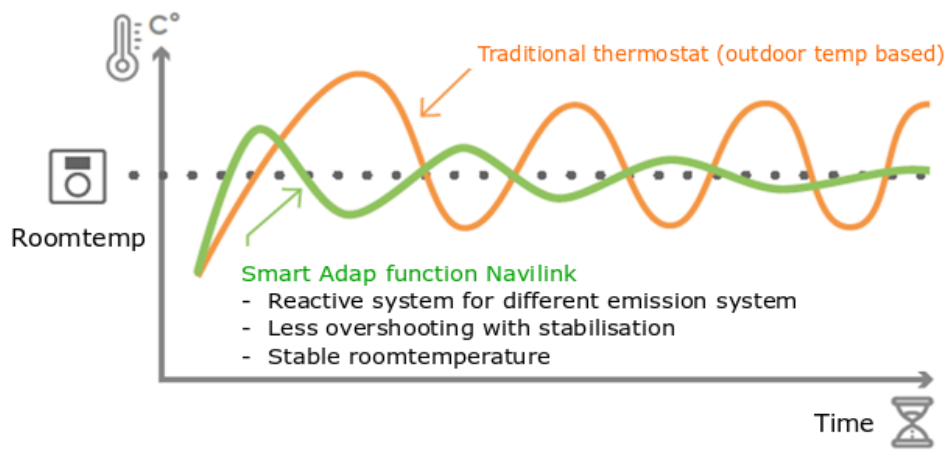 C°
Traditional thermostat (outdoor temp based)
Roomtemp
Smart Adap function Navilink
- Reactive system for different emission system
- Less overshooting with stabilisation
- Stable roomtemperature
Time